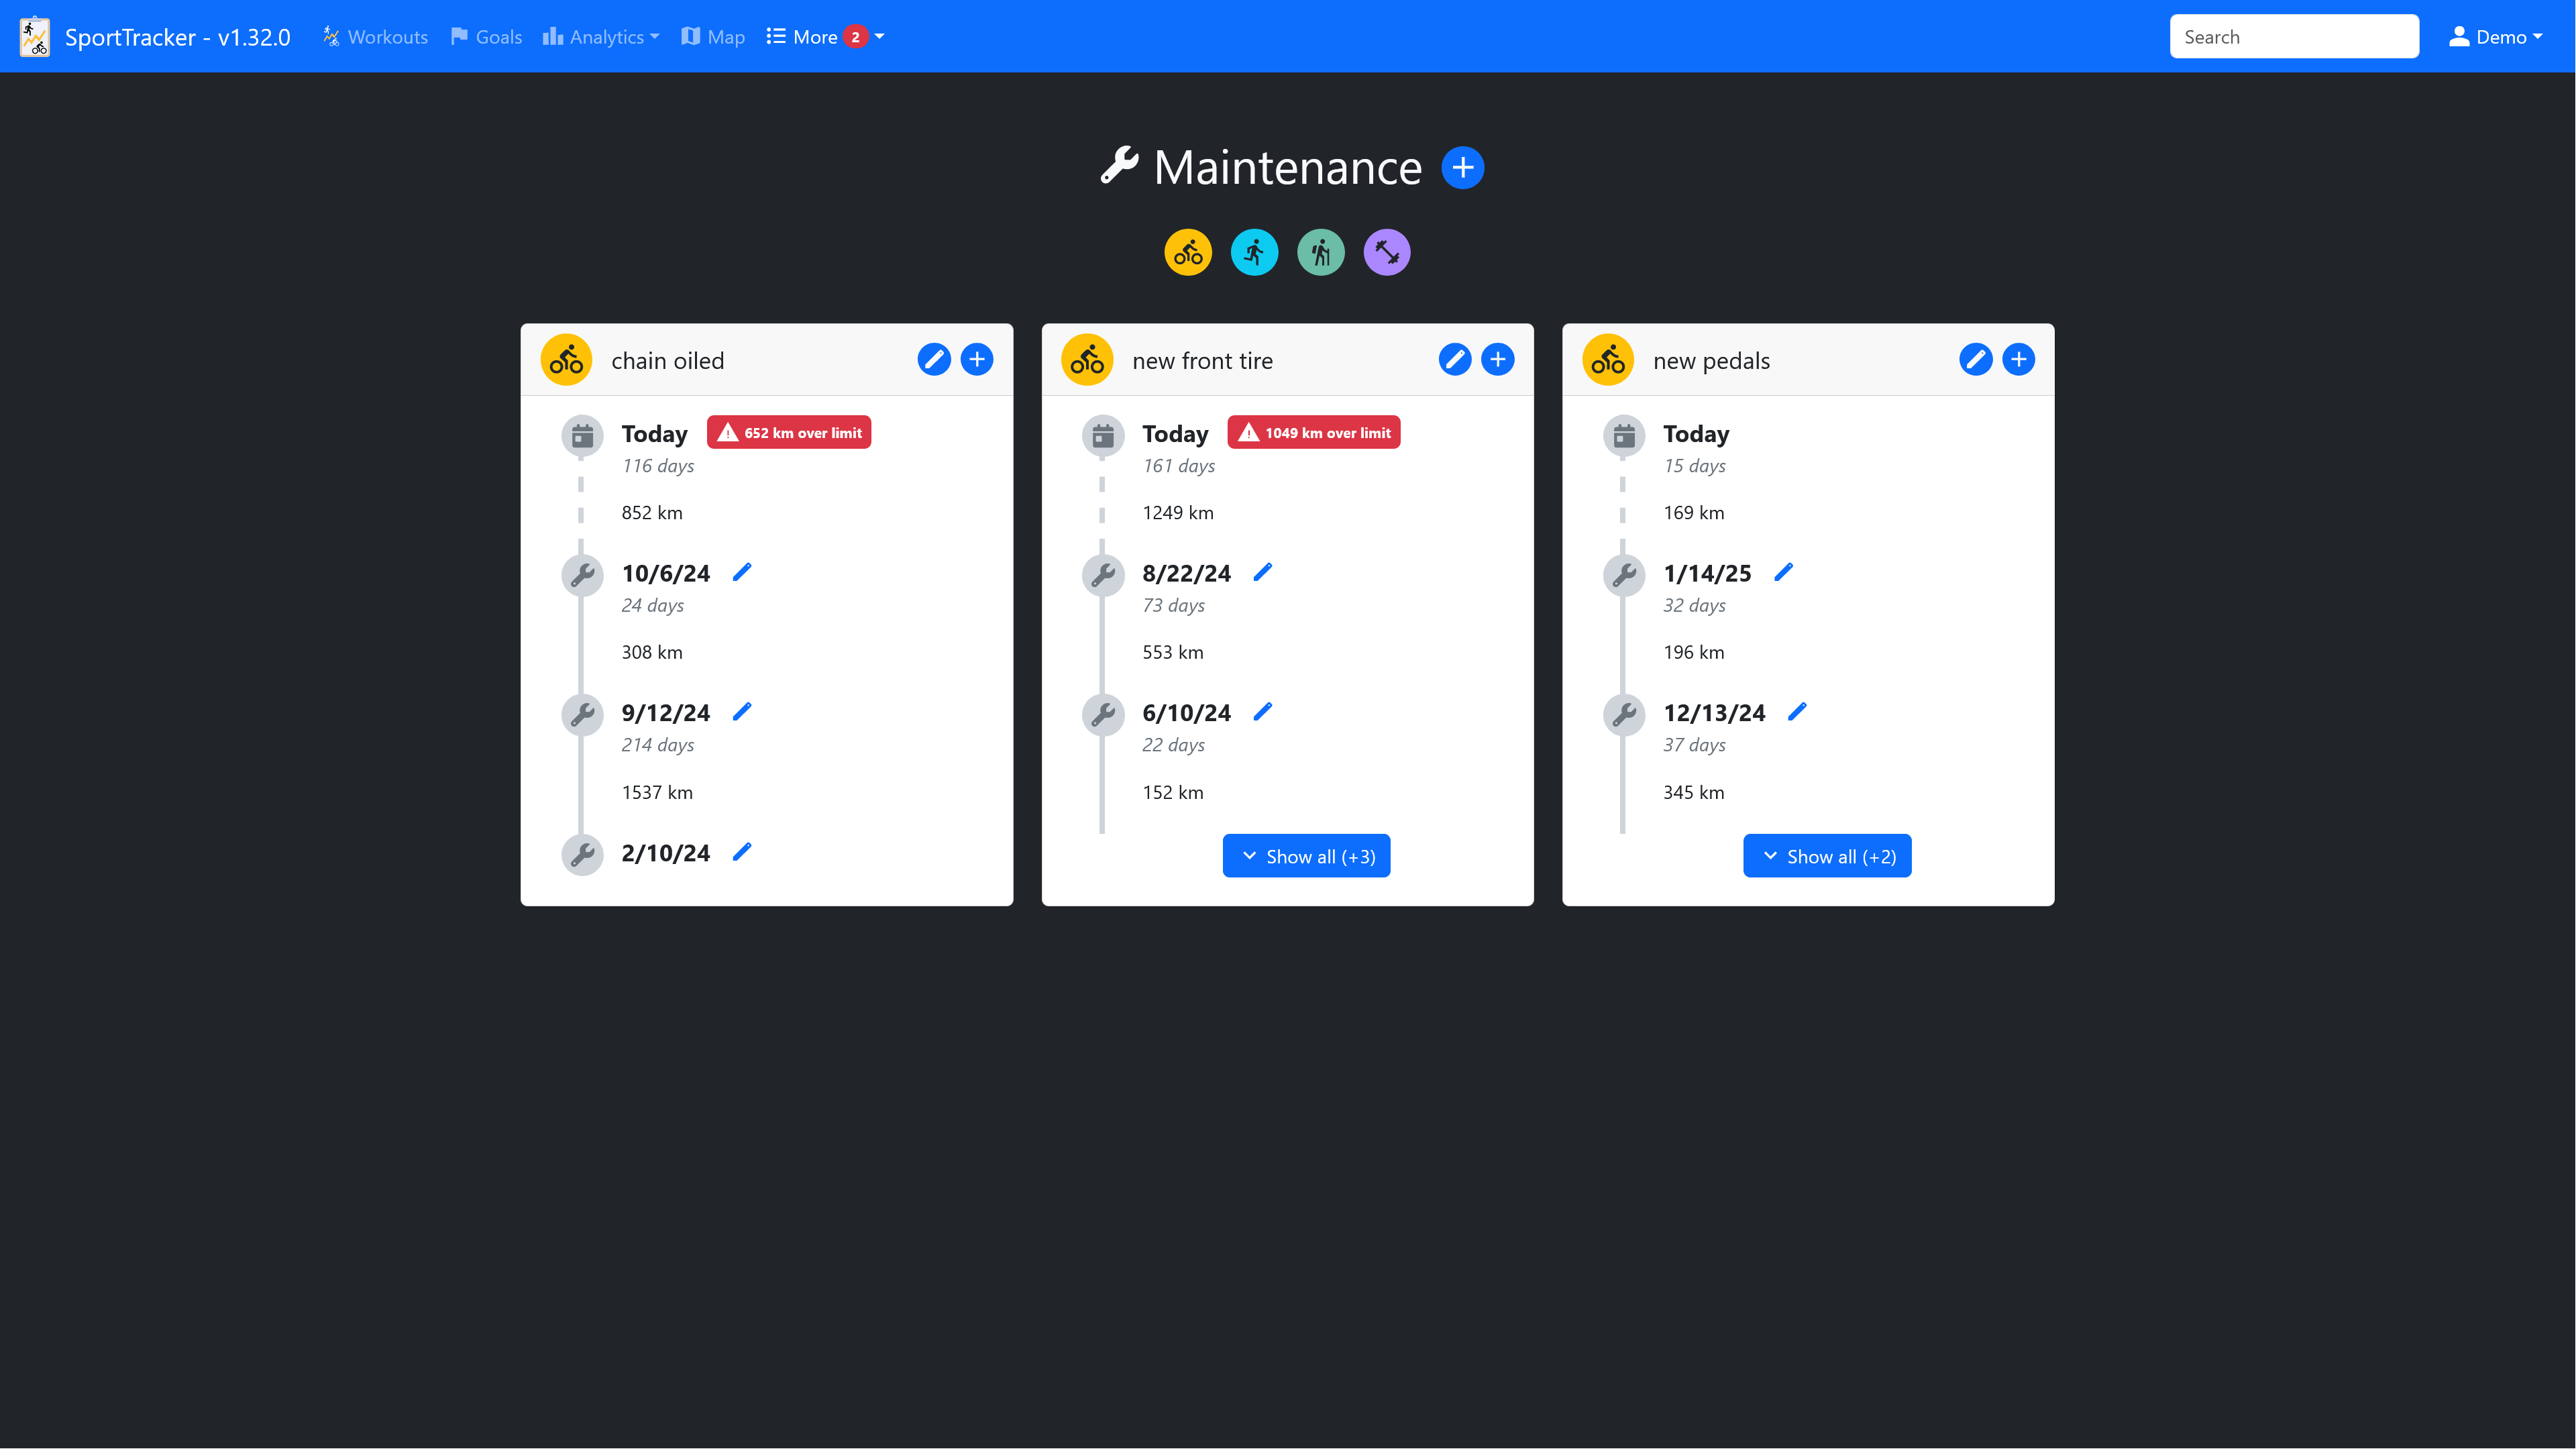 SportTracker - v1.32.0 Workouts Goals Analytics Map More 2 Search Demo
Maintenance
chain oiled
Today 652 km over limit
116 days
852 km
10/6/24
24 days
308 km
9/12/24
214 days
1537 km
2/10/24
new front tire
Today 1049 km over limit
161 days
1249 km
8/22/24
73 days
553 km
6/10/24
22 days
152 km
Show all (+3)
new pedals
Today
15 days
169 km
1/14/25
32 days
196 km
12/13/24
37 days
345 km
Show all (+2)